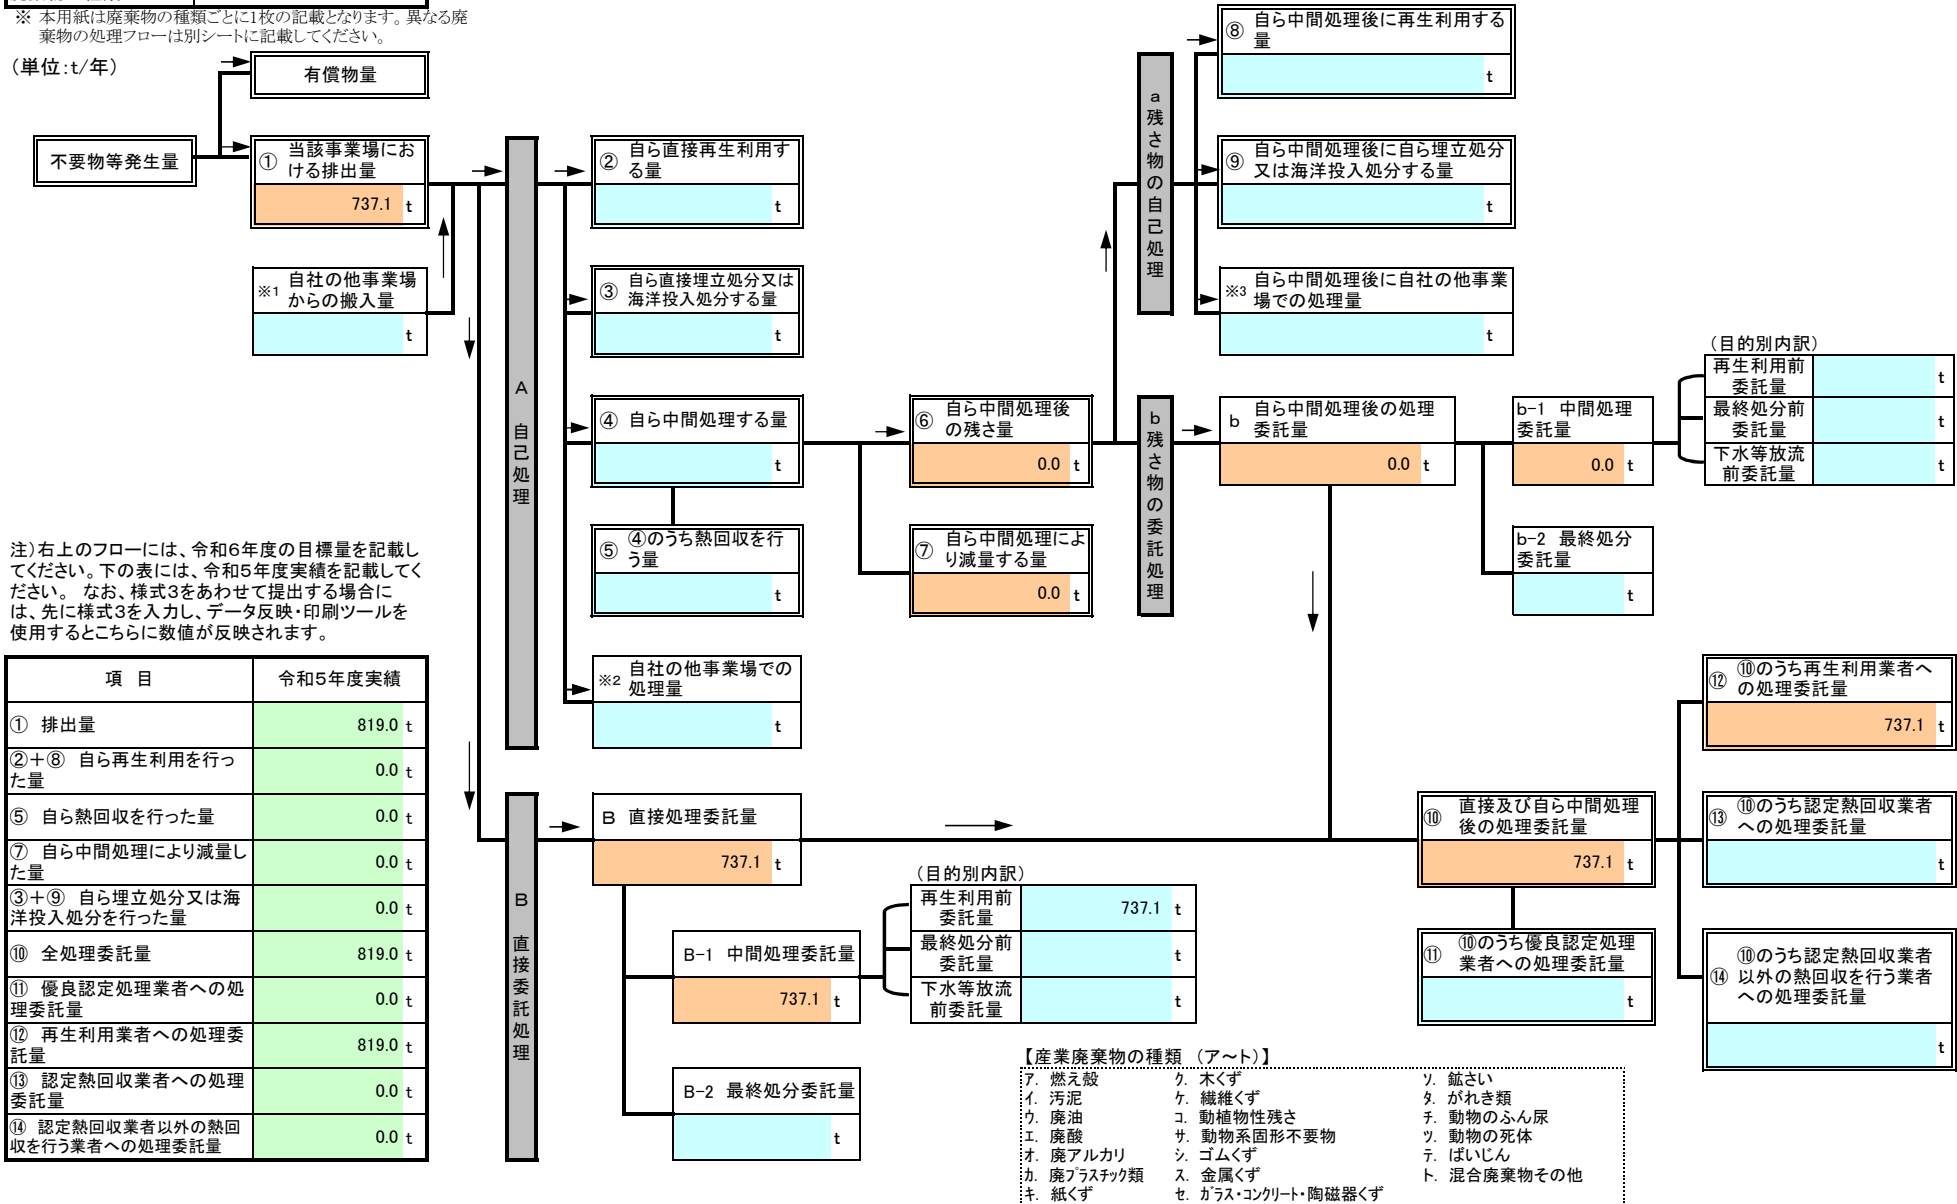 ※ 本用紙は廃棄物の種類ごとに1枚の記載となります。異なる廃
棄物の処理フローは別シートに記載してください。
(単位:t/年)
有償物量
不要物等発生量
① 当該事業場にお
ける排出量
737.1 t
※1 自社の他事業場
からの搬入量
t
A 自己処理
② 自ら直接再生利用す
る量
t
③ 自ら直接埋立処分又は
海洋投入処分する量
t
④ 自ら中間処理する量
t
⑤ ④のうち熱回収を行
う量
t
※2 自社の他事業場での
処理量
t
⑥ 自ら中間処理後
の残さ量
0.0 t
⑦ 自ら中間処理によ
り減量する量
0.0 t
a 残さ物の自己処理
⑧ 自ら中間処理後に再生利用する
量
t
⑨ 自ら中間処理後に自ら埋立処分
又は海洋投入処分する量
t
※3 自ら中間処理後に自社の他事業
場での処理量
t
b 残さ物の委託処理
b 自ら中間処理後の処理
委託量
0.0 t
b-1 中間処理
委託量
0.0 t
(目的別内訳)
再生利用前
委託量
t
最終処分前
委託量
t
下水等放流
前委託量
t
b-2 最終処分
委託量
t
注)右上のフローには、令和6年度の目標量を記載し
てください。下の表には、令和5年度実績を記載してく
ださい。 なお、様式3をあわせて提出する場合に
は、先に様式3を入力し、データ反映・印刷ツールを
使用するとこちらに数値が反映されます。
項 目 令和5年度実績
① 排出量 819.0 t
②+⑧ 自ら再生利用を行っ
た量 0.0 t
⑤ 自ら熱回収を行った量 0.0 t
⑦ 自ら中間処理により減量し
た量 0.0 t
③+⑨ 自ら埋立処分又は海
洋投入処分を行った量 0.0 t
⑩ 全処理委託量 819.0 t
⑪ 優良認定処理業者への処
理委託量 0.0 t
⑫ 再生利用業者への処理委
託量 819.0 t
⑬ 認定熱回収業者への処理
委託量 0.0 t
⑭ 認定熱回収業者以外の熱回
収を行う業者への処理委託量 0.0 t
B 直接委託処理
B 直接処理委託量
737.1 t
B-1 中間処理委託量
737.1 t
B-2 最終処分委託量
t
(目的別内訳)
再生利用前
委託量
737.1 t
最終処分前
委託量
t
下水等放流
前委託量
t
⑩ 直接及び自ら中間処理
後の処理委託量
737.1 t
⑪ ⑩のうち優良認定処理
業者への処理委託量
t
⑫ ⑩のうち再生利用業者へ
の処理委託量
737.1 t
⑬ ⑩のうち認定熱回収業者
への処理委託量
t
⑭ ⑩のうち認定熱回収業者
以外の熱回収を行う業者
への処理委託量
t
【産業廃棄物の種類 (ア~ト)】
ア. 燃え殻 ク. 木くず ソ. 鉱さい
イ. 汚泥 ケ. 繊維くず タ. がれき類
ウ. 廃油 コ. 動植物性残さ チ. 動物のふん尿
エ. 廃酸 サ. 動物系固形不要物 ツ. 動物の死体
オ. 廃アルカリ シ. ゴムくず テ. ばいじん
カ. 廃プラスチック類 ス. 金属くず ト. 混合廃棄物その他
キ. 紙くず セ. ガラス・コンクリート・陶磁器くず